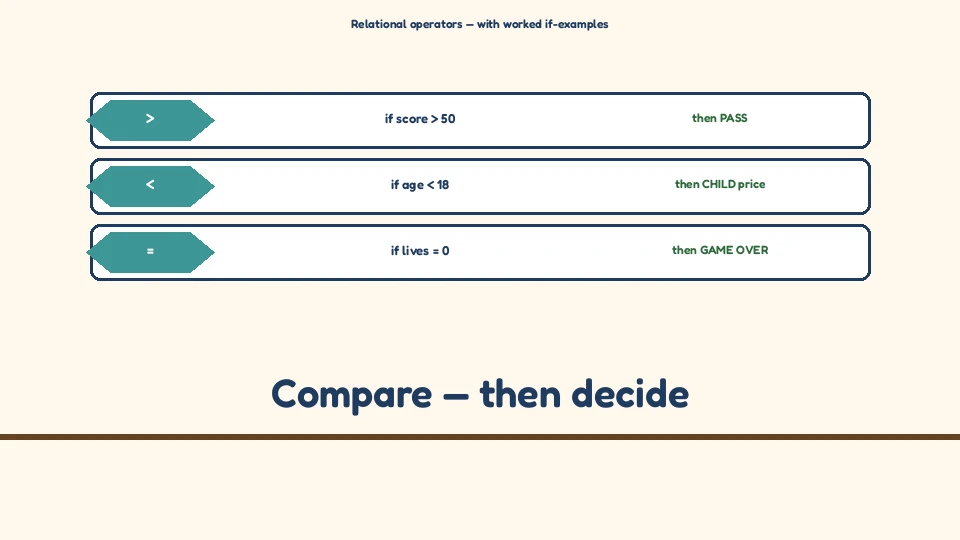 Relational operators — with worked if-examples
> if score > 50 then PASS
< if age < 18 then CHILD price
= if lives = 0 then GAME OVER
Compare — then decide